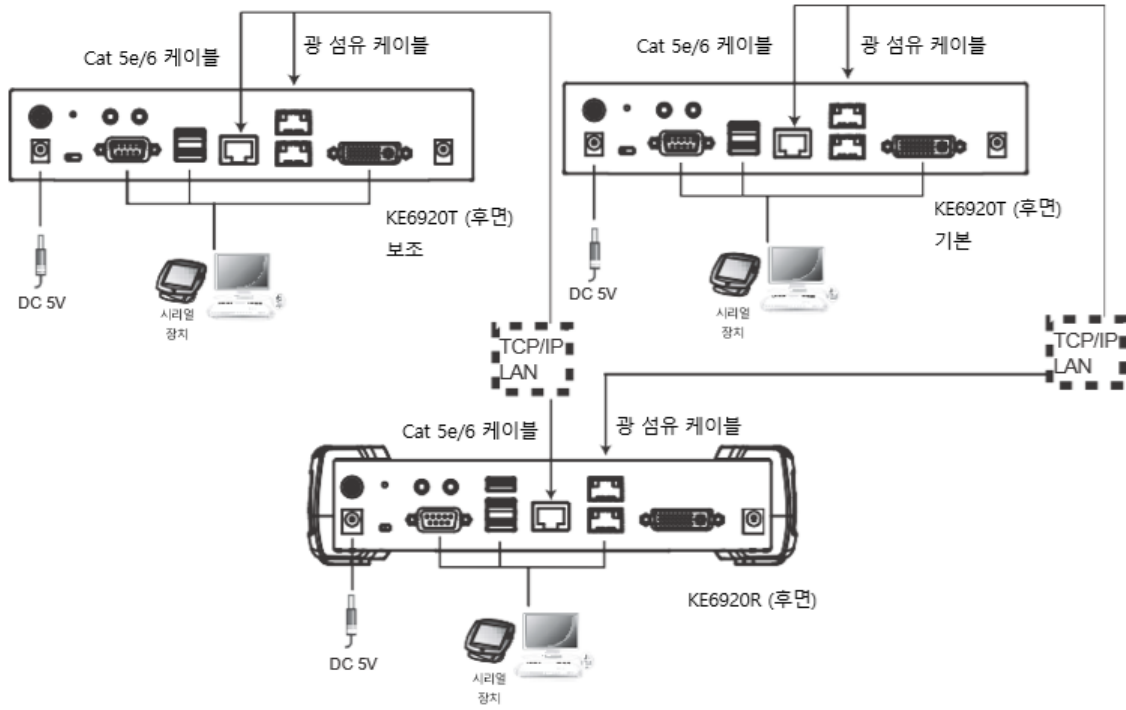 Cat 5e/6 케이블
광 섬유 케이블
KE6920T (후면)
보조
DC 5V
시리얼
장치
Cat 5e/6 케이블
광 섬유 케이블
KE6920T (후면)
기본
DC 5V
시리얼
장치
TCP/IP
LAN
TCP/IP
LAN
Cat 5e/6 케이블
광 섬유 케이블
KE6920R (후면)
DC 5V
시리얼
장치